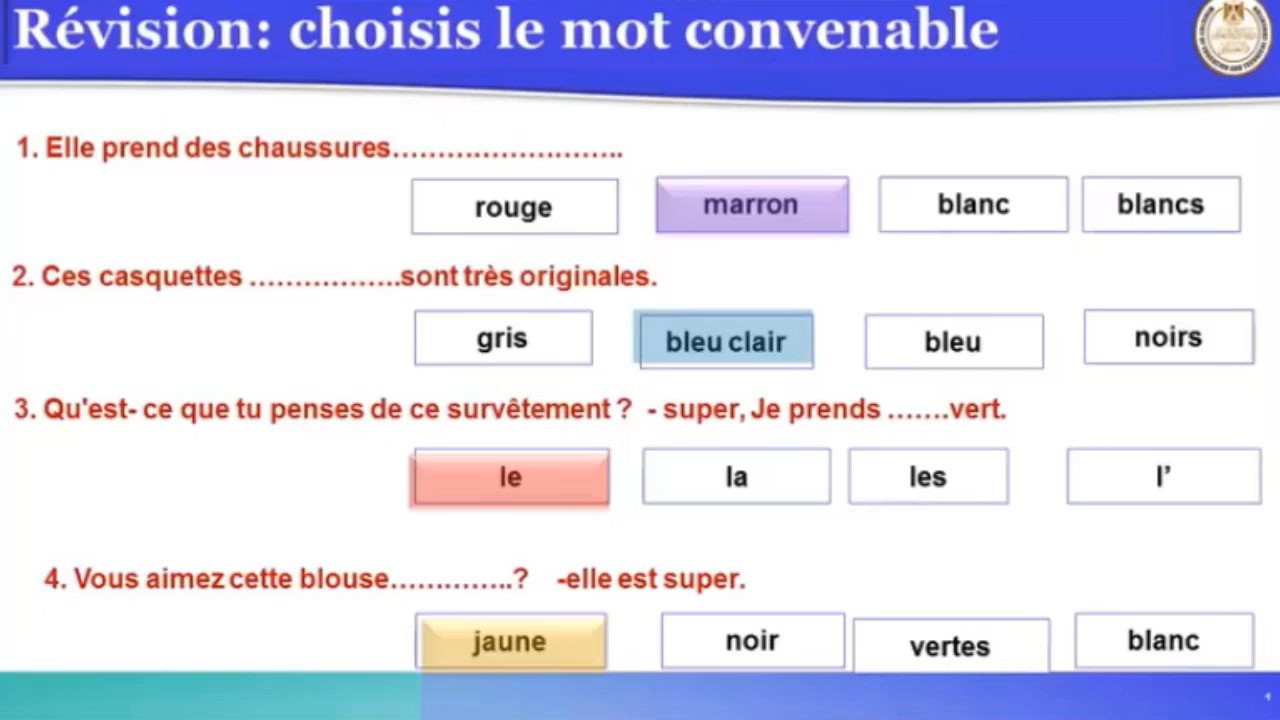 Révision: choisis le mot convenable
1. Elle prend des chaussures……………………..
rouge marron blanc blancs
2. Ces casquettes ……………..sont très originales.
gris bleu clair bleu noirs
3. Qu'est- ce que tu penses de ce survêtement ? - super, Je prends …….vert.
le la les l’
4. Vous aimez cette blouse…………..? -elle est super.
jaune noir vertes blanc
4